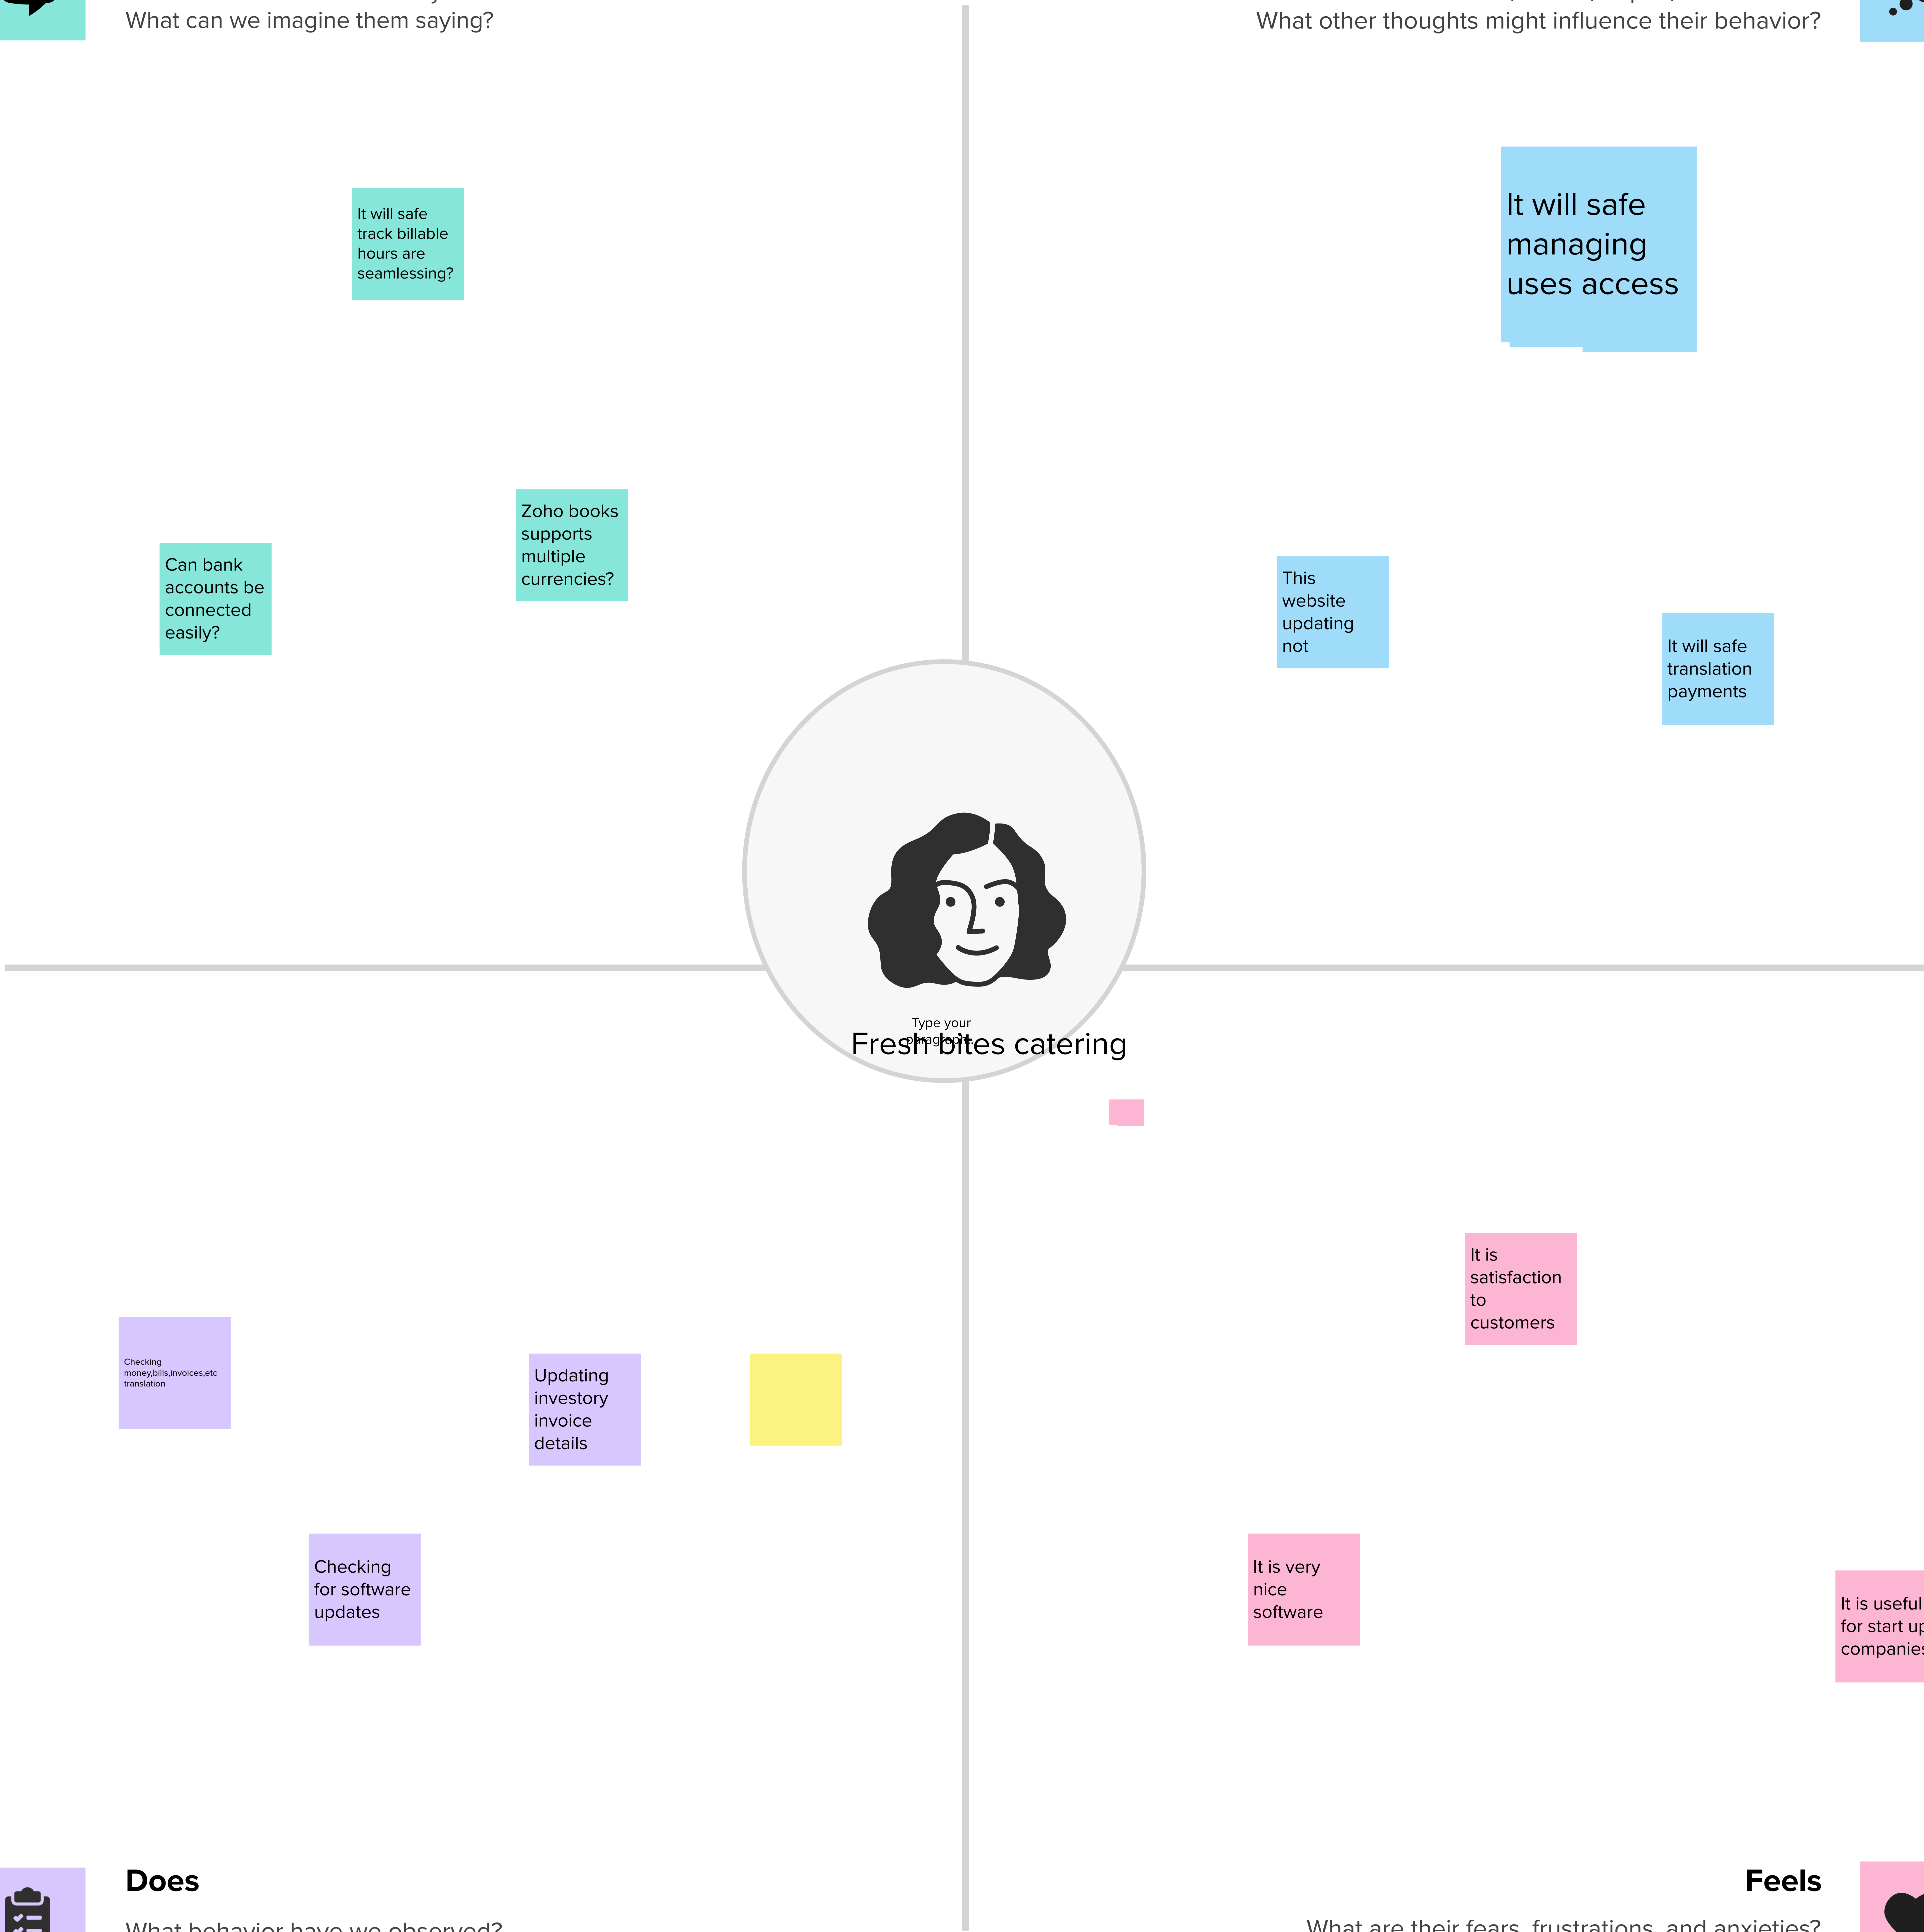 What can we imagine them saying?
What other thoughts might influence their behavior?
It will safe
track billable
hours are
seamlessing?
Zoho books
supports
multiple
currencies?
Can bank
accounts be
connected
easily?
It will safe
managing
uses access
This
website
updating
not
It will safe
translation
payments
Type your
paragraph...
Fresh bites catering
Checking
money,bills,invoices,etc
translation
Updating
investory
invoice
details
Checking
for software
updates
It is
satisfaction
to
customers
It is very
nice
software
It is useful
for start up
companies
Does
What behavior have we observed?
Feels
What are their fears, frustrations, and anxieties?